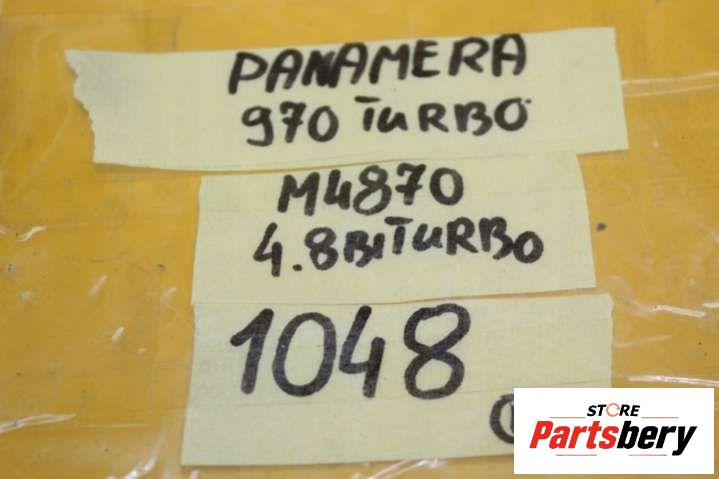 PANAMERA
970 TURBO
M4870
4.8BITURBO
1048
STORE
Partsbery